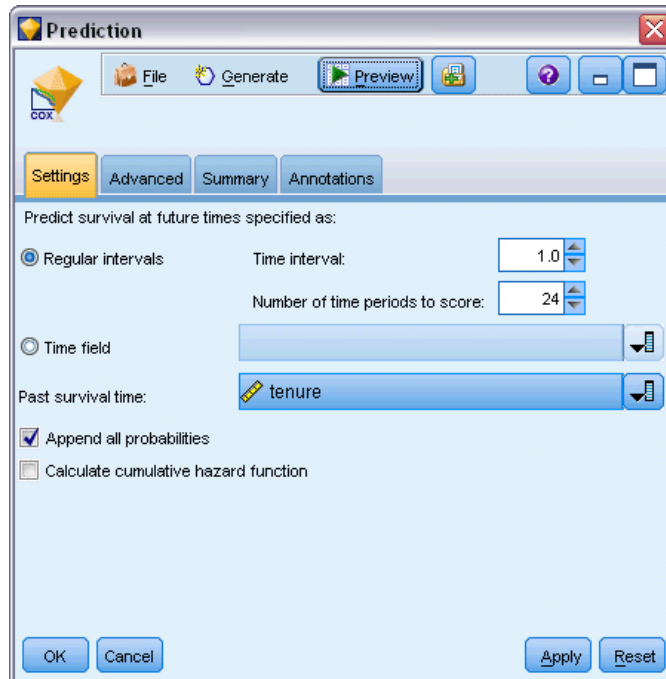 Prediction
File Generate Preview
COX
Settings Advanced Summary Annotations
Predict survival at future times specified as:
Regular intervals Time interval: 1.0
Number of time periods to score: 24
Time field
Past survival time: tenure
Append all probabilities
Calculate cumulative hazard function
OK Cancel Apply Reset